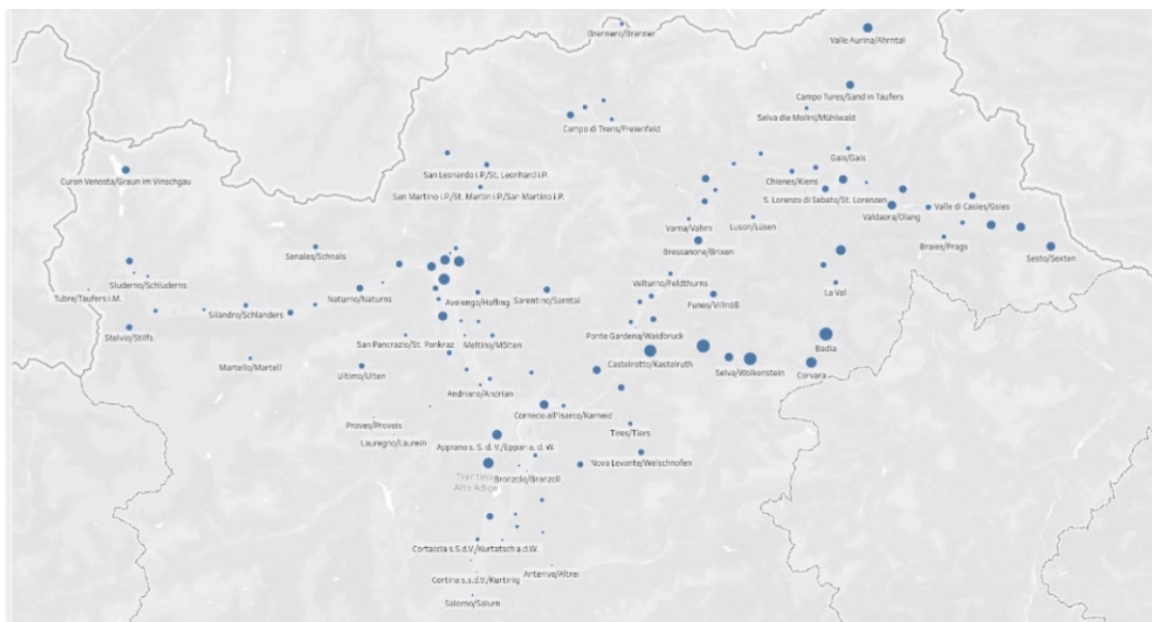 Brennero/Brenner
Valle Aurina/Ahrntal
Campo Tures/Sand in Taufers
Selva die Molini/Mühlwald
Campo di Trens/Freienfeld
Gais/Gais
San Leonardo i.P./St. Leonhard i.P.
Curon Venosta/Graun im Vinschgau
Chienes/Kiens
San Martino i.P./St. Martin i.P./San Martino i.P.
S. Lorenzo di Sebato/St. Lorenzen
Valle di Casies/Gsies
Valdaora/Olang
Varna/Vahrn
Luson/Lüsen
Braies/Prags
Bressanone/Brixen
Senales/Schnals
Sesto/Sexten
Sluderno/Schluderns
Velturno/Feldthurns
La Val
Tubre/Taufers i.M.
Naturno/Naturns
Avelengo/Hafling
Sarentino/Sarntal
Funes/Villnöß
Silandro/Schlanders
Stelvio/Stilfs
Ponte Gardena/Waidbruck
San Pancrazio/St. Pankraz
Meltina/Mölten
Badia
Martello/Martell
Castelrotto/Kastelruth
Selva/Wolkenstein
Corvara
Ultimo/Ulten
Andriano/Andrian
Cornedo all'Isarco/Karneid
Proves/Proveis
Tires/Tiers
Lauregno/Laurein
Appiano s. S. d. V./Eppan a. d. W.
Nova Levante/Welschnofen
Trentino
Alto Adige
Bronzolo/Branzoll
Cortaccia s.S.d.V./Kurtatsch a.d.W.
Anterivo/Altrei
Cortina s.s.d.V./Kurtinig
Salorno/Salurn